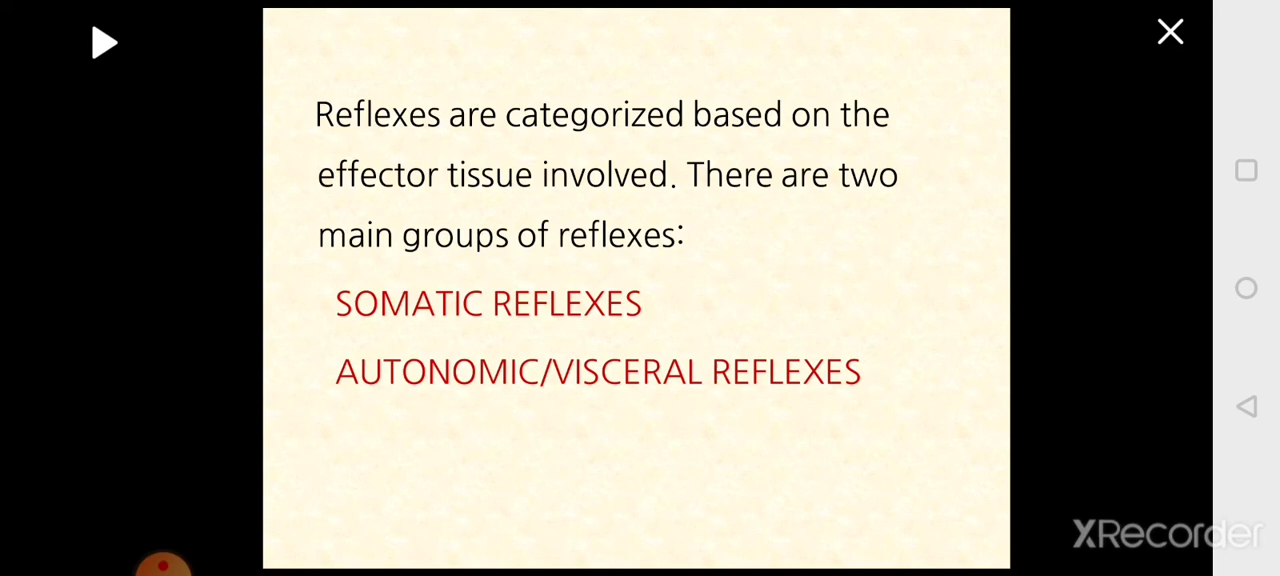 Reflexes are categorized based on the
effector tissue involved. There are two
main groups of reflexes:
SOMATIC REFLEXES
AUTONOMIC/VISCERAL REFLEXES
XRecorder